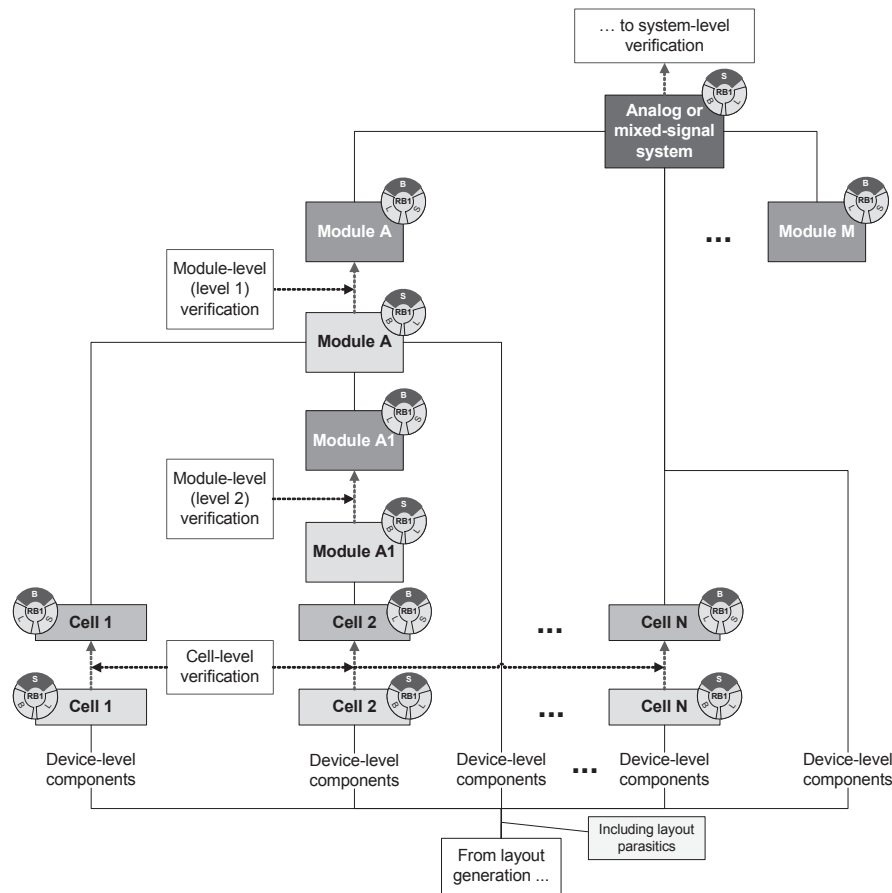 … to system-level
verification
S
RB1
B
L
Analog or
mixed-signal
system
B
RB1
L
S
Module A
B
RB1
L
S
Module M
...
Module-level
(level 1)
verification
S
RB1
B
L
Module A
B
RB1
L
S
Module A1
Module-level
(level 2)
verification
S
RB1
B
L
Module A1
B
RB1
L
S
Cell 1
B
RB1
L
S
Cell 2
...
B
RB1
L
S
Cell N
Cell-level
verification
S
RB1
B
L
Cell 1
S
RB1
B
L
Cell 2
...
S
RB1
B
L
Cell N
Device-level
components
Device-level
components
Device-level
components
...
Device-level
components
Device-level
components
Including layout
parasitics
From layout
generation ...